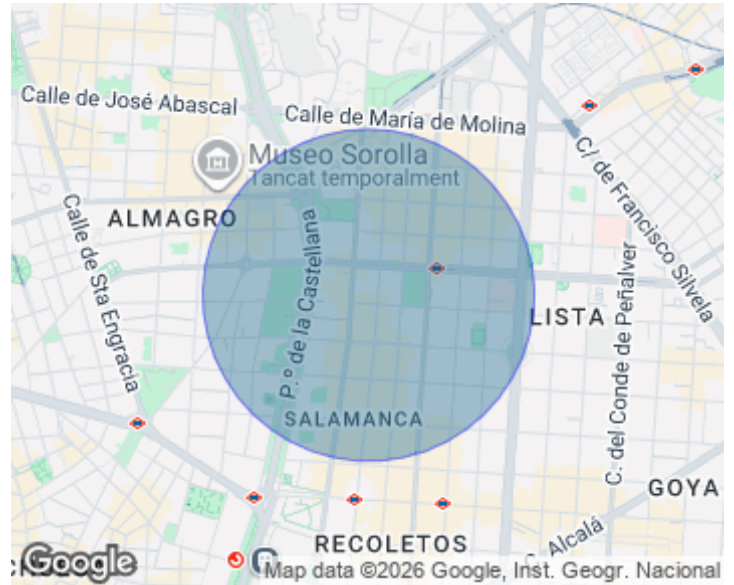 Calle de José Abascal
Calle de María de Molina
Museo Sorolla
Tancat temporalment
C/ de Francisco Silvela
ALMAGRO
Calle de Sta Engracia
P.º de la Castellana
LISTA
C. del Conde de Peñalver
SALAMANCA
GOYA
RECOLETOS
C. Alcalá
Google
Map data ©2026 Google, Inst. Geogr. Nacional